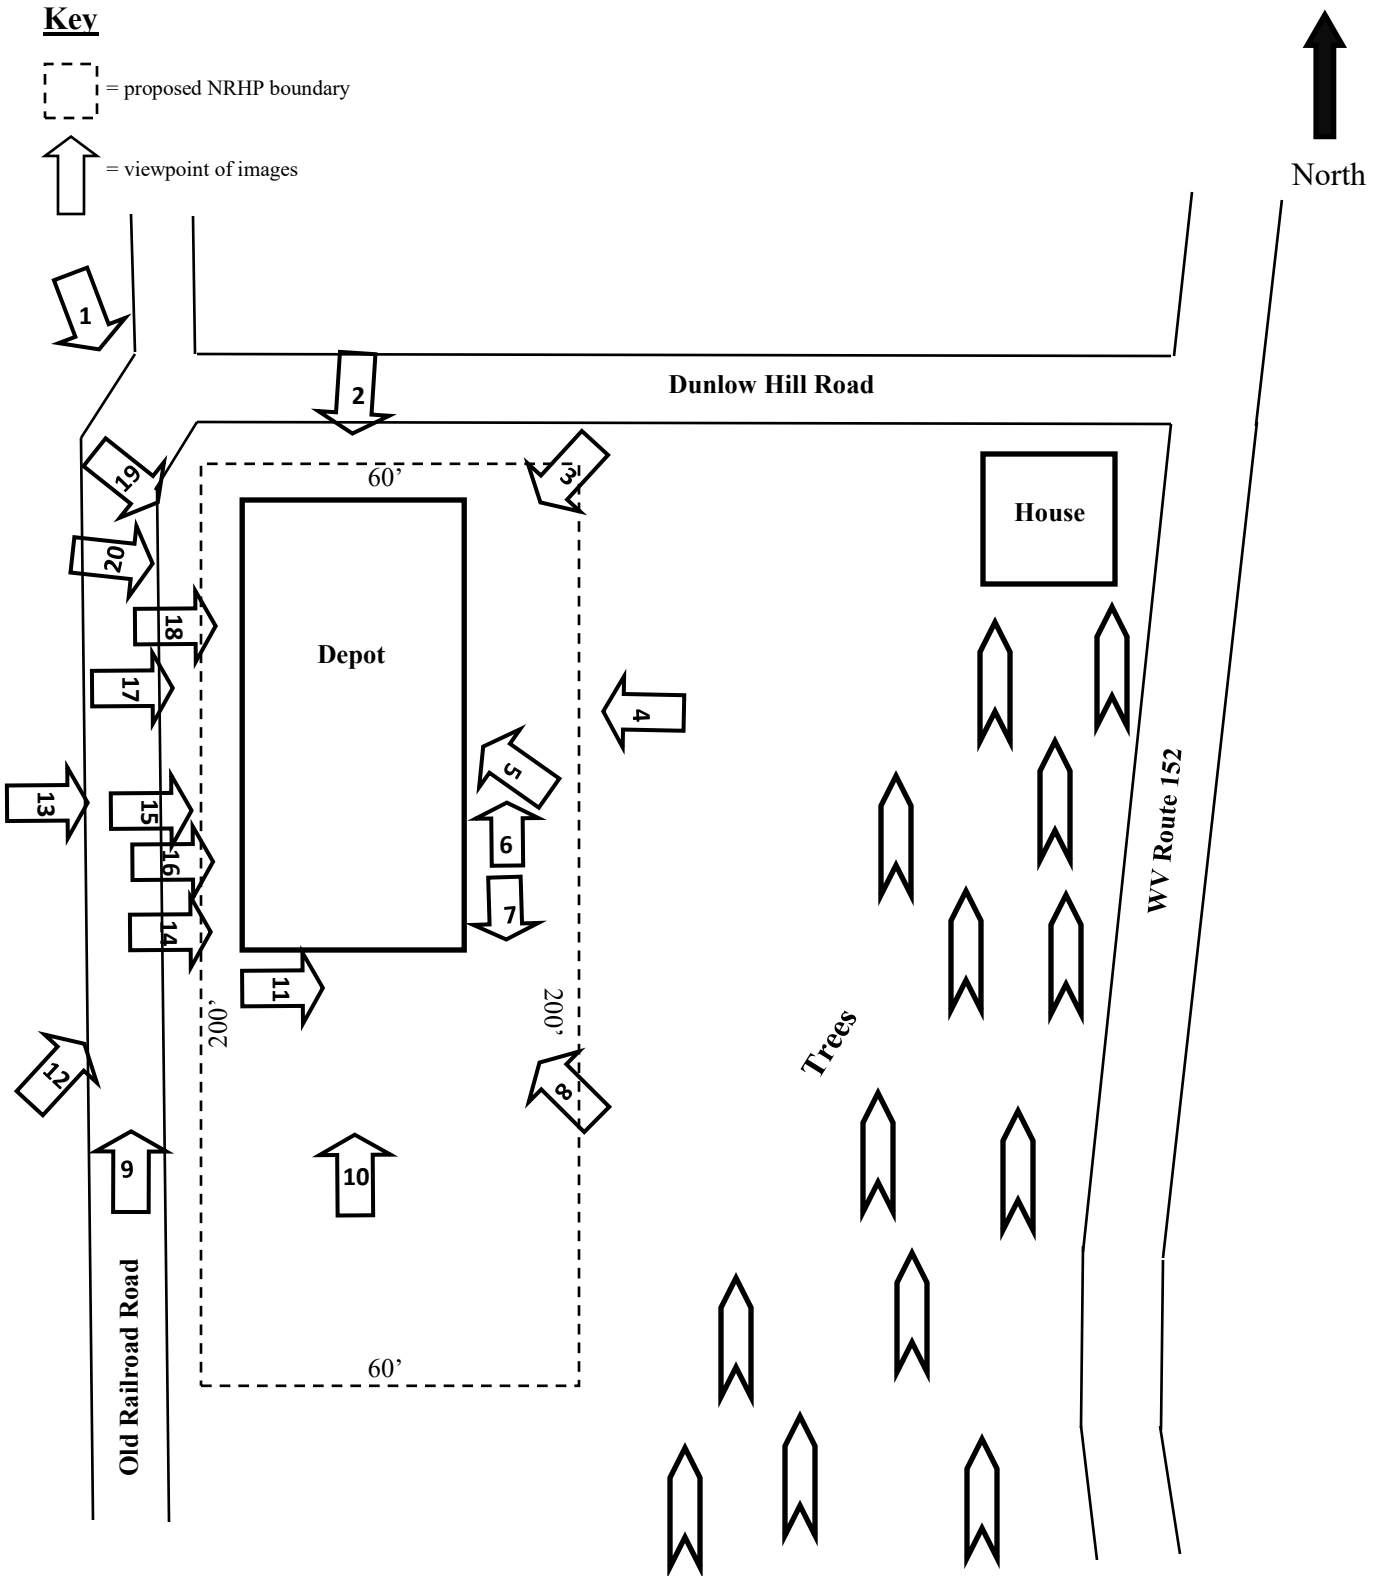 Key
= proposed NRHP boundary
= viewpoint of images
North
1
2
Dunlow Hill Road
3
19
60’
House
20
18
Depot
17
4
5
13
15
6
16
WV Route 152
7
14
11
200’
200’
Trees
12
8
9
10
Old Railroad Road
60’